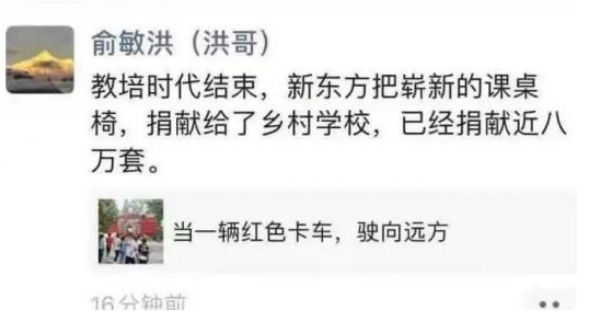 俞敏洪（洪哥）
教培时代结束，新东方把崭新的课桌
椅，捐献给了乡村学校，已经捐献近八
万套。
当一辆红色卡车，驶向远方
16分钟前